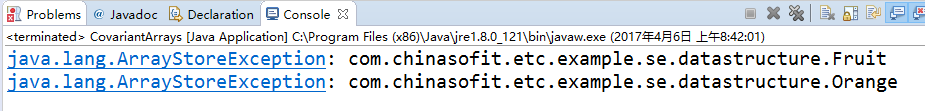 Problems @ Javadoc Declaration Console
<terminated> CovariantArrays [Java Application] C:\Program Files (x86)\Java\jre1.8.0_121\bin\javaw.exe (2017年4月6日 上午8:42:01)
java.lang.ArrayStoreException: com.chinasofit.etc.example.se.datastructure.Fruit
java.lang.ArrayStoreException: com.chinasofit.etc.example.se.datastructure.Orange